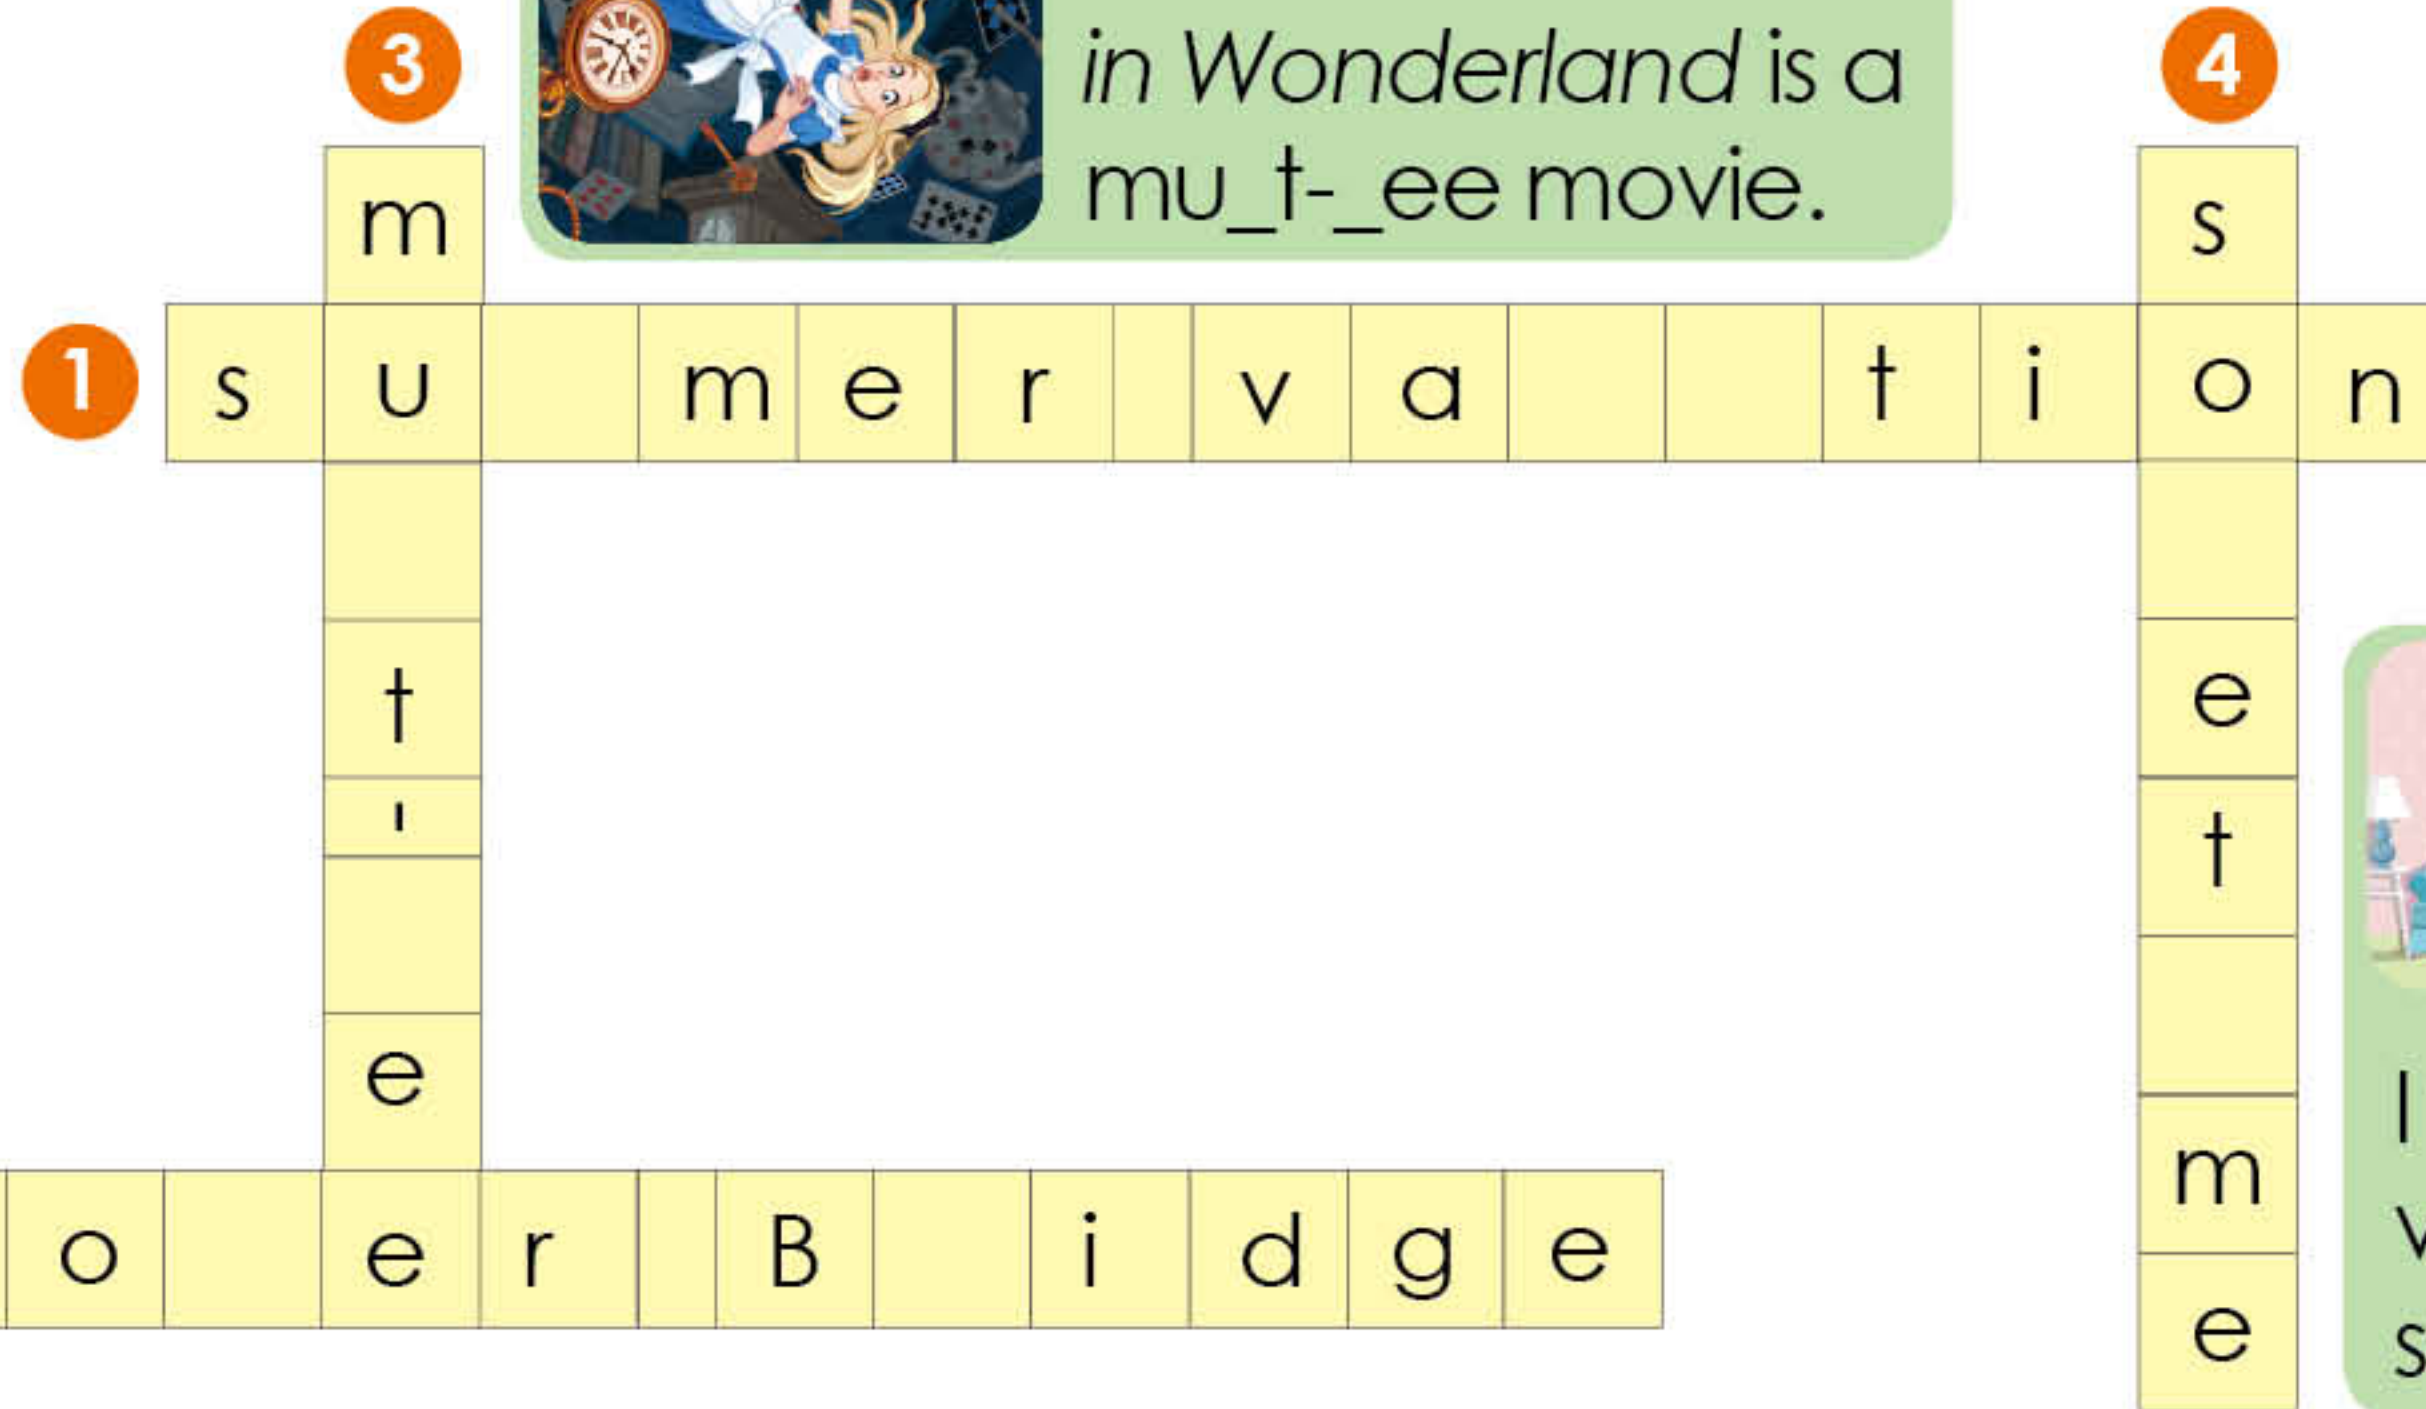 3
in Wonderland is a
4
mu_t-_ee movie.
m
s
1 s u m e r v a t i o n
t
e
-
t
e
m
o e r B i d g e
e